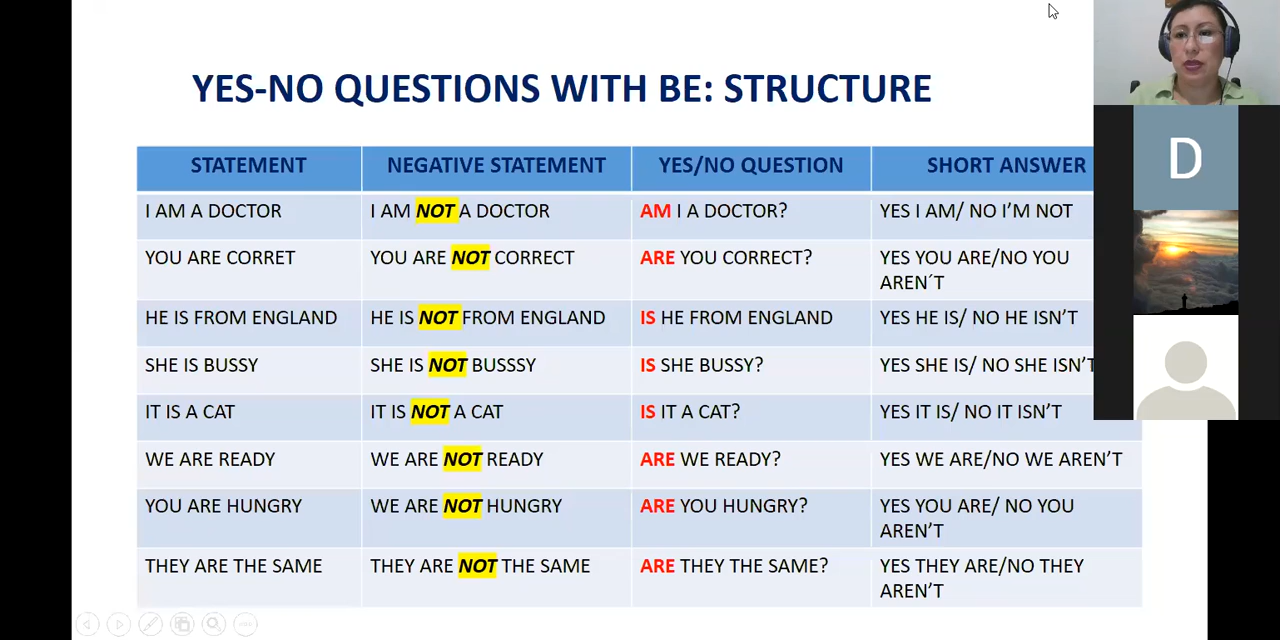 YES-NO QUESTIONS WITH BE: STRUCTURE
STATEMENT NEGATIVE STATEMENT YES/NO QUESTION SHORT ANSWER
I AM A DOCTOR I AM NOT A DOCTOR AM I A DOCTOR? YES I AM/ NO I’M NOT
YOU ARE CORRET YOU ARE NOT CORRECT ARE YOU CORRECT? YES YOU ARE/NO YOU
AREN´T
HE IS FROM ENGLAND HE IS NOT FROM ENGLAND IS HE FROM ENGLAND YES HE IS/ NO HE ISN’T
SHE IS BUSSY SHE IS NOT BUSSSY IS SHE BUSSY? YES SHE IS/ NO SHE ISN’T
IT IS A CAT IT IS NOT A CAT IS IT A CAT? YES IT IS/ NO IT ISN’T
WE ARE READY WE ARE NOT READY ARE WE READY? YES WE ARE/NO WE AREN’T
YOU ARE HUNGRY WE ARE NOT HUNGRY ARE YOU HUNGRY? YES YOU ARE/ NO YOU
AREN’T
THEY ARE THE SAME THEY ARE NOT THE SAME ARE THEY THE SAME? YES THEY ARE/NO THEY
AREN’T
D